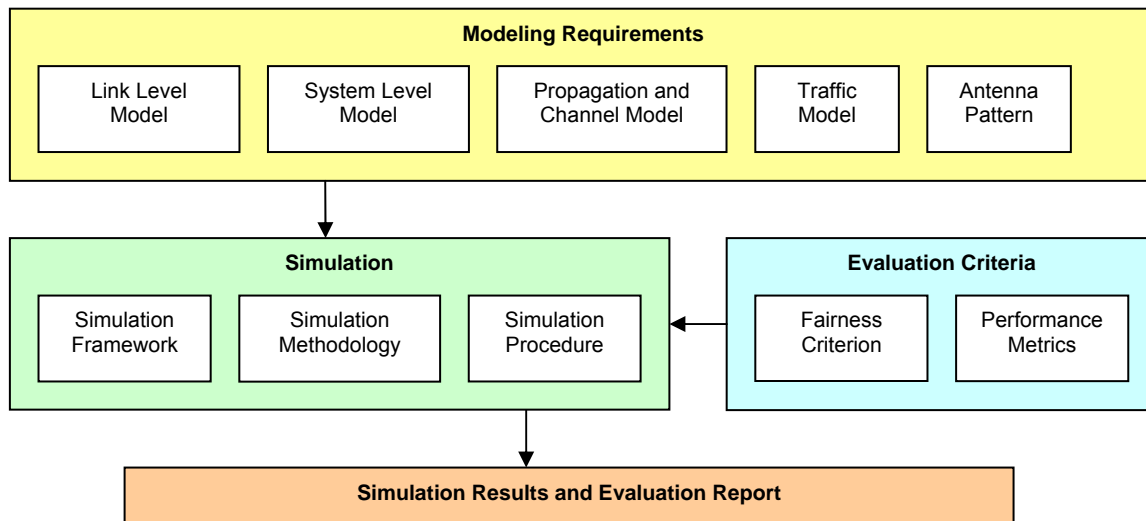 Modeling Requirements
Link Level
Model
System Level
Model
Propagation and
Channel Model
Traffic
Model
Antenna
Pattern
Simulation
Simulation
Framework
Simulation
Methodology
Simulation
Procedure
Evaluation Criteria
Fairness
Criterion
Performance
Metrics
Simulation Results and Evaluation Report